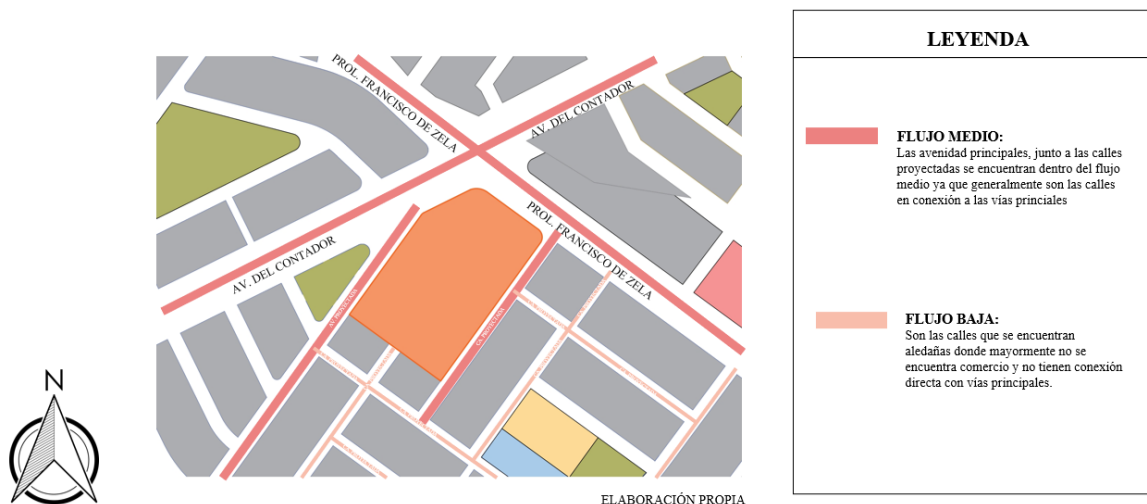 LEYENDA
FLUJO MEDIO:
Las avenidad principales, junto a las calles
proyectadas se encuentran dentro del flujo
medio ya que generalmente son las calles
en conexión a las vías princiales
FLUJO BAJA:
Son las calles que se encuentran
aledañas donde mayormente no se
encuentra comercio y no tienen conexión
directa con vías principales.
PROL. FRANCISCO DE ZELA
AV. DEL CONTADOR
PROL. FRANCISCO DE ZELA
AV. DEL CONTADOR
N
ELABORACIÓN PROPIA